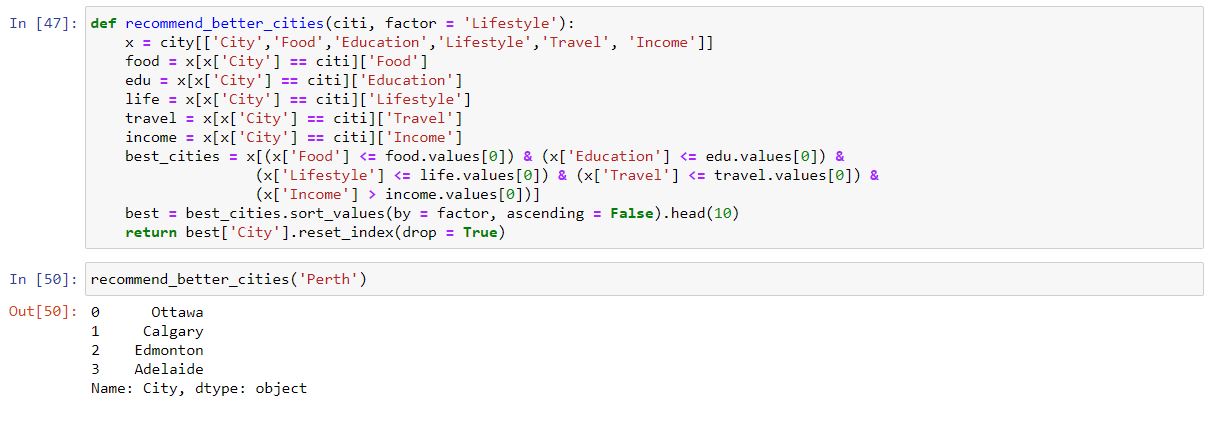 In [47]: def recommend_better_cities(citi, factor = 'Lifestyle'):
    x = city[['City','Food','Education','Lifestyle','Travel', 'Income']]
    food = x[x['City'] == citi]['Food']
    edu = x[x['City'] == citi]['Education']
    life = x[x['City'] == citi]['Lifestyle']
    travel = x[x['City'] == citi]['Travel']
    income = x[x['City'] == citi]['Income']
    best_cities = x[(x['Food'] <= food.values[0]) & (x['Education'] <= edu.values[0]) &
                    (x['Lifestyle'] <= life.values[0]) & (x['Travel'] <= travel.values[0]) &
                    (x['Income'] > income.values[0])]
    best = best_cities.sort_values(by = factor, ascending = False).head(10)
    return best['City'].reset_index(drop = True)
In [50]: recommend_better_cities('Perth')
Out[50]: 0      Ottawa
1     Calgary
2    Edmonton
3    Adelaide
Name: City, dtype: object